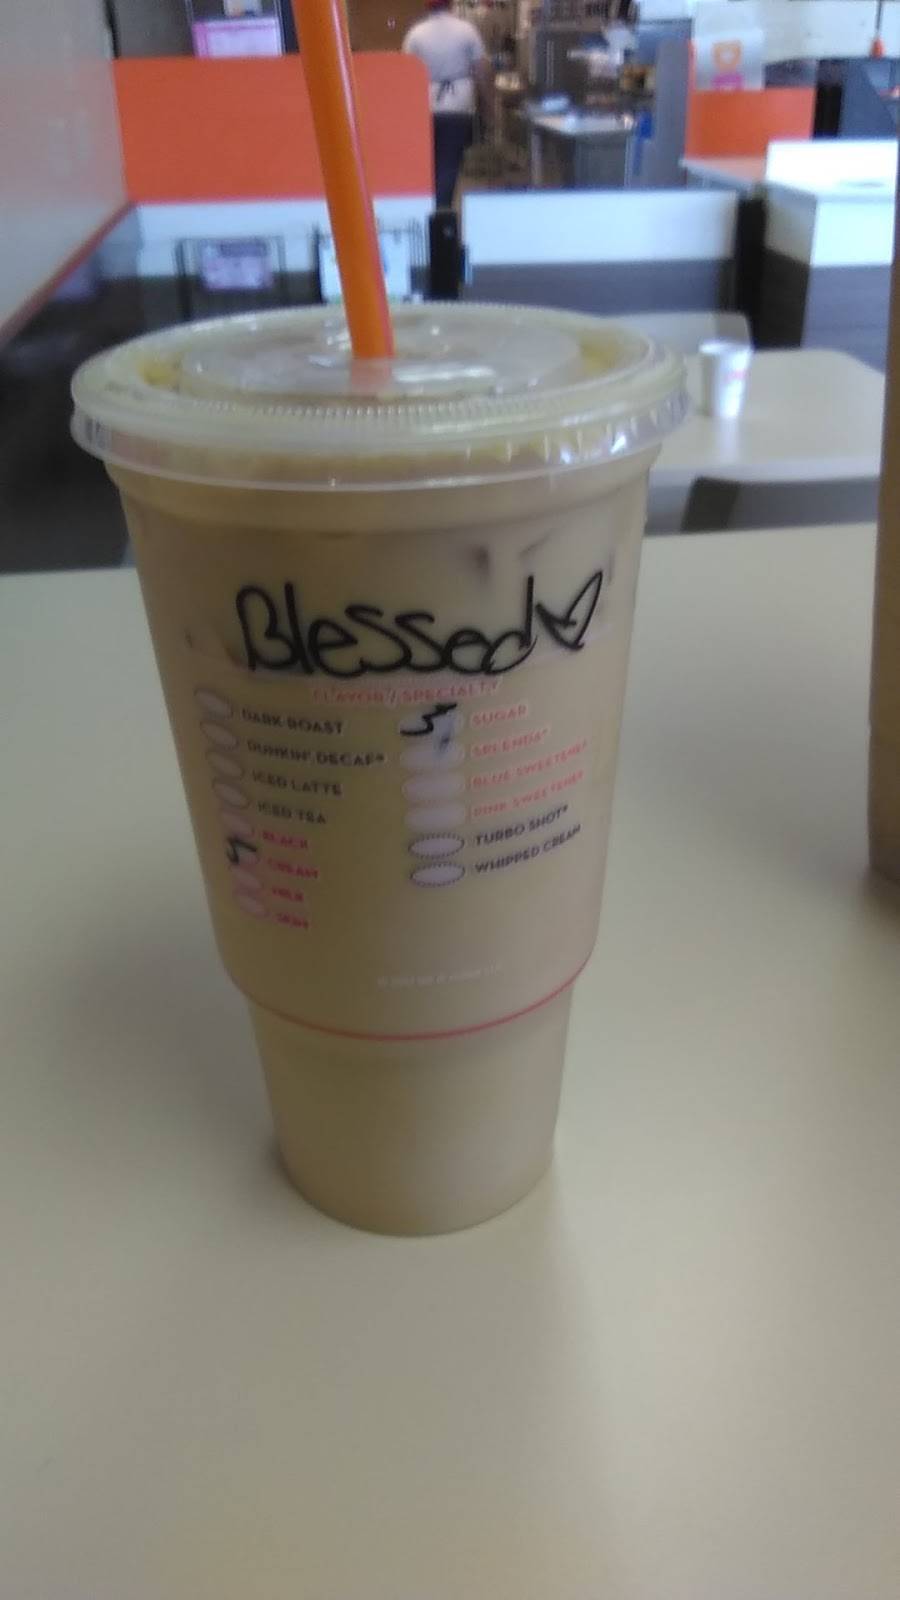 Blessed
FLAVOR / SPECIALTY
DARK ROAST
DUNKIN' DECAF®
ICED LATTE
ICED TEA
BLACK
CREAM
MILK
SKIM
SUGAR
SPLENDA®
BLUE SWEETENER
PINK SWEETENER
TURBO SHOT®
WHIPPED CREAM